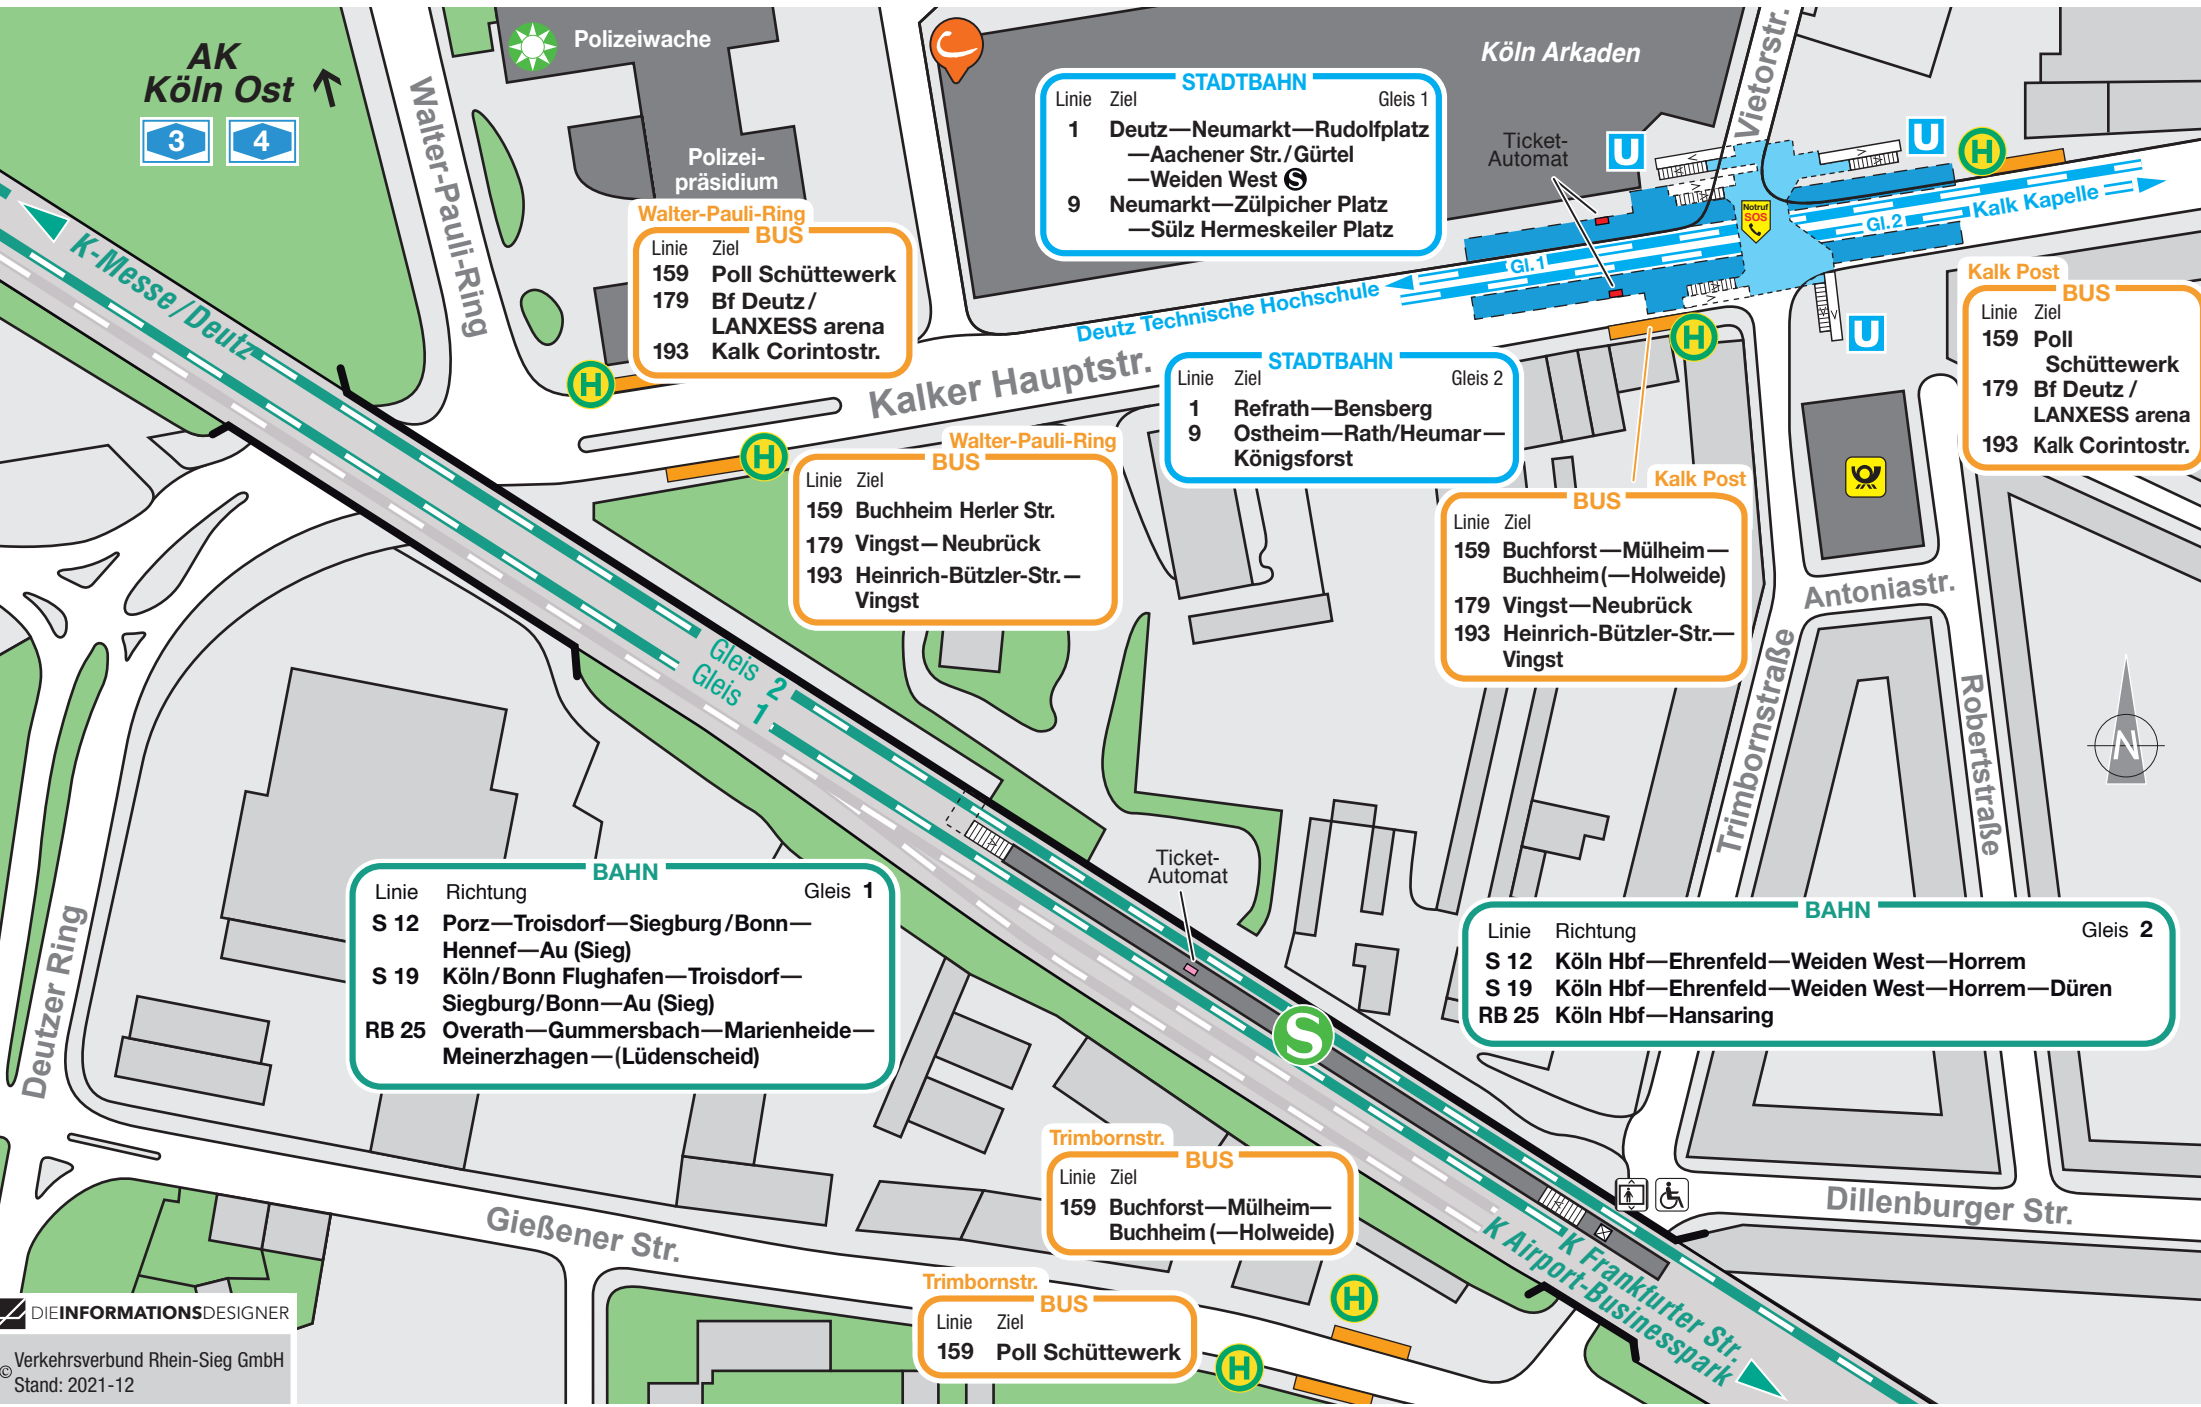 AK
Köln Ost
3
4
Walter-Pauli-Ring
Polizeiwache
Polizei-
präsidium
Köln Arkaden
Vietorstr.
Ticket-
Automat
U
U
H
STADTBAHN
Linie Ziel Gleis 1
1 Deutz—Neumarkt—Rudolfplatz
—Aachener Str./Gürtel
—Weiden West S
9 Neumarkt—Zülpicher Platz
—Sülz Hermeskeiler Platz
Notruf
SOS
Gl.2
Kalk Kapelle
Gl.1
Deutz Technische Hochschule
K-Messe/Deutz
Walter-Pauli-Ring
BUS
Linie Ziel
159 Poll Schüttewerk
179 Bf Deutz/
LANXESS arena
193 Kalk Corintostr.
H
Kalker Hauptstr.
H
U
Kalk Post
BUS
Linie Ziel
159 Poll
Schüttewerk
179 Bf Deutz /
LANXESS arena
193 Kalk Corintostr.
STADTBAHN
Linie Ziel Gleis 2
1 Refrath—Bensberg
9 Ostheim—Rath/Heumar—
Königsforst
H
Walter-Pauli-Ring
BUS
Linie Ziel
159 Buchheim Herler Str.
179 Vingst—Neubrück
193 Heinrich-Bützler-Str.—
Vingst
Kalk Post
BUS
Linie Ziel
159 Buchforst—Mülheim—
Buchheim(—Holweide)
179 Vingst—Neubrück
193 Heinrich-Bützler-Str.—
Vingst
Antoniastr.
Trimbornstraße
Robertstraße
N
Gleis 2
Gleis 1
Ticket-
Automat
BAHN
Linie Richtung Gleis 1
S 12 Porz—Troisdorf—Siegburg/Bonn—
Hennef—Au (Sieg)
S 19 Köln/Bonn Flughafen—Troisdorf—
Siegburg/Bonn—Au (Sieg)
RB 25 Overath—Gummersbach—Marienheide—
Meinerzhagen—(Lüdenscheid)
BAHN
Linie Richtung Gleis 2
S 12 Köln Hbf—Ehrenfeld—Weiden West—Horrem
S 19 Köln Hbf—Ehrenfeld—Weiden West—Horrem—Düren
RB 25 Köln Hbf—Hansaring
S
Deutzer Ring
Gießener Str.
Dillenburger Str.
Trimbornstr.
BUS
Linie Ziel
159 Buchforst—Mülheim—
Buchheim (—Holweide)
K Frankfurter Str.
K Airport-Businesspark
Trimbornstr.
BUS
Linie Ziel
159 Poll Schüttewerk
H
H
DIEINFORMATIONSDESIGNER
© Verkehrsverbund Rhein-Sieg GmbH
Stand: 2021-12